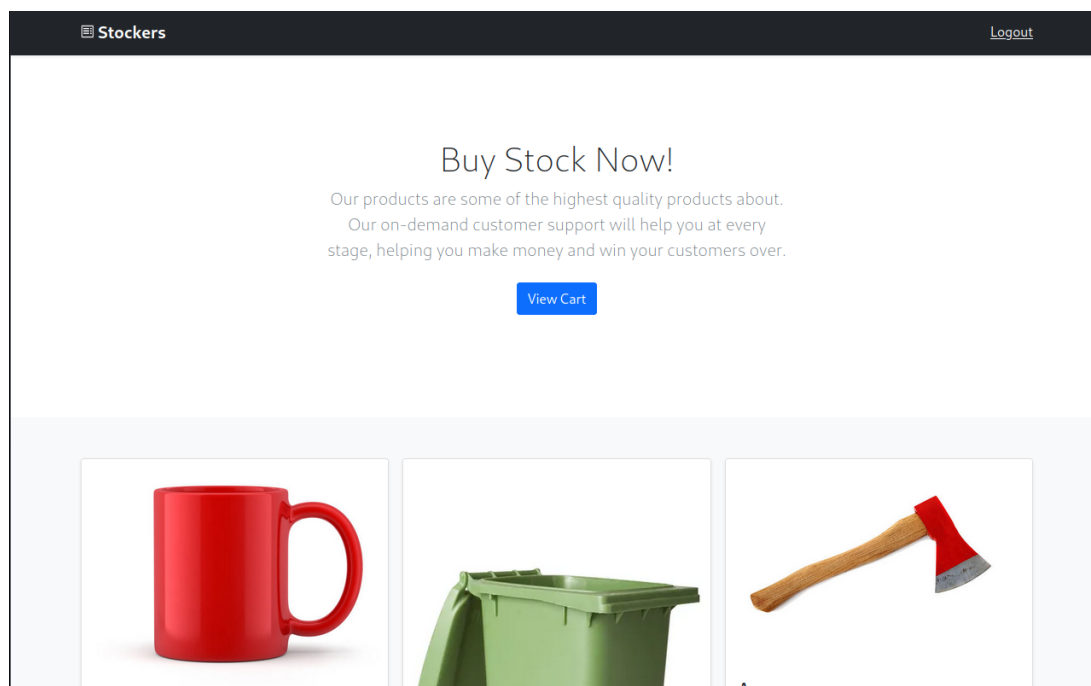 Stockers
Logout
Buy Stock Now!
Our products are some of the highest quality products about.
Our on-demand customer support will help you at every
stage, helping you make money and win your customers over.
View Cart